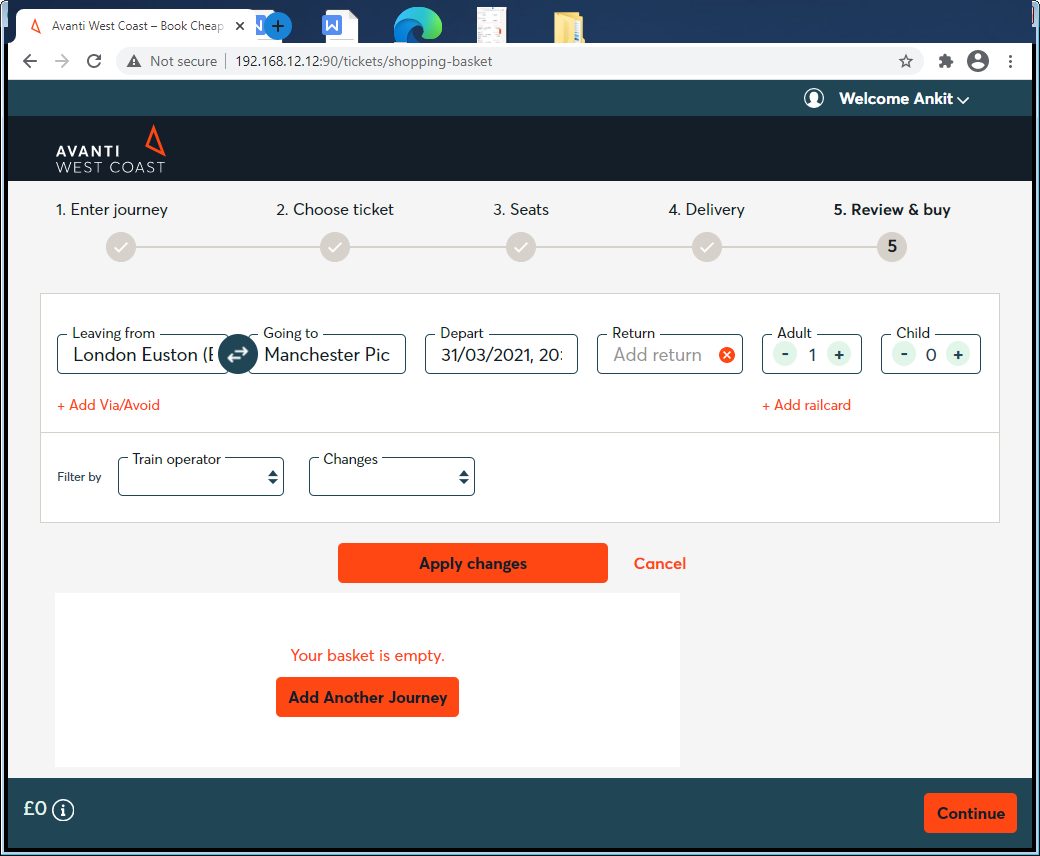 Avanti West Coast – Book Cheap
W
Not secure
192.168.12.12:90/tickets/shopping-basket
Welcome Ankit
AVANTI
WEST COAST
1. Enter journey
2. Choose ticket
3. Seats
4. Delivery
5. Review & buy
5
Leaving from
Going to
Depart
Return
Adult
Child
London Euston (E
Manchester Pic
31/03/2021, 20:
Add return
- 1 +
- 0 +
+ Add Via/Avoid
+ Add railcard
Filter by
Train operator
Changes
Apply changes
Cancel
Your basket is empty.
Add Another Journey
£0
i
Continue